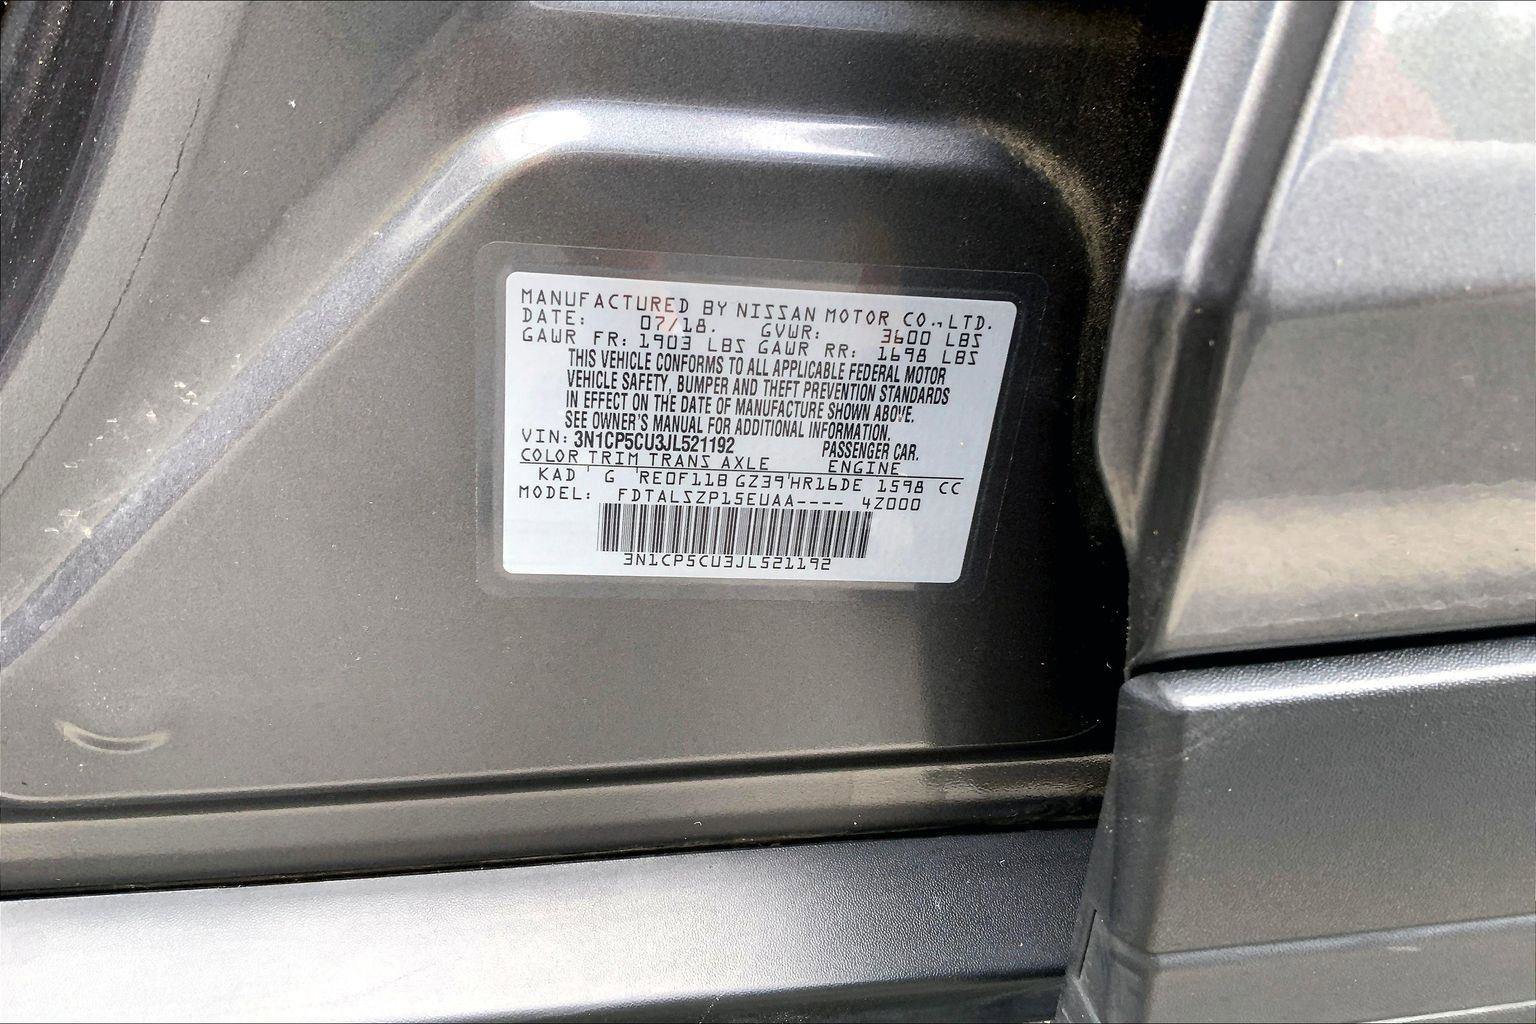 MANUFACTURED BY NISSAN MOTOR CO.,LTD.
DATE: 07/18. GVWR: 3600 LBS
GAWR FR: 1903 LBS GAWR RR: 1698 LBS
THIS VEHICLE CONFORMS TO ALL APPLICABLE FEDERAL MOTOR
VEHICLE SAFETY, BUMPER AND THEFT PREVENTION STANDARDS
IN EFFECT ON THE DATE OF MANUFACTURE SHOWN ABOVE.
SEE OWNER'S MANUAL FOR ADDITIONAL INFORMATION.
VIN: 3N1CP5CU3JL521192 PASSENGER CAR.
COLOR TRIM TRANS AXLE ENGINE
KAD G RE0F11B GZ39 HR16DE 1598 CC
MODEL: FDTALSZP15EUAA---- 4Z000
3N1CP5CU3JL521192